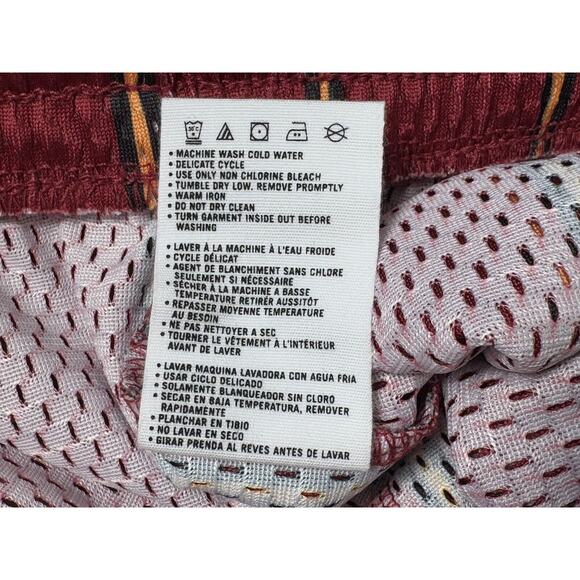 30°C
• MACHINE WASH COLD WATER
• DELICATE CYCLE
• USE ONLY NON CHLORINE BLEACH
• TUMBLE DRY LOW. REMOVE PROMPTLY
• WARM IRON
• DO NOT DRY CLEAN
• TURN GARMENT INSIDE OUT BEFORE
WASHING
• LAVER À LA MACHINE À L'EAU FROIDE
• CYCLE DÉLICAT
• AGENT DE BLANCHIMENT SANS CHLORE
SEULEMENT SI NÉCESSAIRE
• SÉCHER À LA MACHINE A BASSE
TEMPERATURE RETIRÉR AUSSITÓT
• REPASSER MOYENNE TEMPÉRATURE
AU BESOIN
• NE PAS NETTOYER A SEC
• TOURNER LE VÊTEMENT À L'INTÉRIEUR
AVANT DE LAVER
• LAVAR MAQUINA LAVADORA CON AGUA FRIA
• USAR CICLO DELICADO
• SOLAMENTE BLANQUEADOR SIN CLORO
• SECAR EN BAJA TEMPERATURA, REMOVER
RAPIDAMENTE
• PLANCHAR EN TIBIO
• NO LAVAR EN SECO
• GIRAR PRENDA AL REVES ANTES DE LAVAR